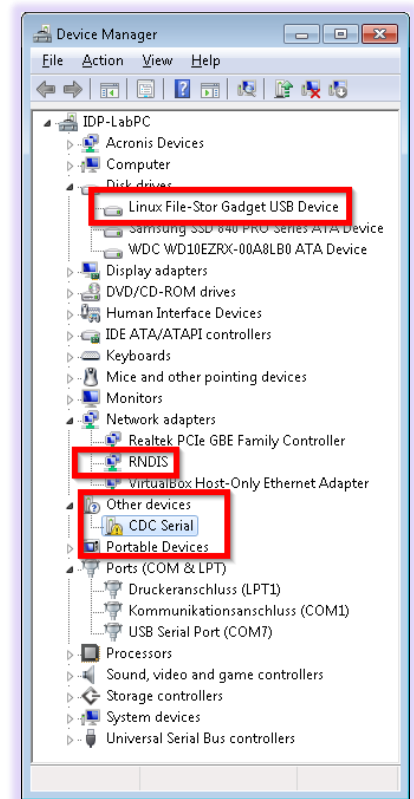 Device Manager
File Action View Help
IDP-LabPC
Acronis Devices
Computer
Disk drives
Linux File-Stor Gadget USB Device
Samsung SSD 840 PRO Series ATA Device
WDC WD10EZRX-00A8LB0 ATA Device
Display adapters
DVD/CD-ROM drives
Human Interface Devices
IDE ATA/ATAPI controllers
Keyboards
Mice and other pointing devices
Monitors
Network adapters
Realtek PCIe GBE Family Controller
RNDIS
VirtualBox Host-Only Ethernet Adapter
Other devices
CDC Serial
Portable Devices
Ports (COM & LPT)
Druckeranschluss (LPT1)
Kommunikationsanschluss (COM1)
USB Serial Port (COM7)
Processors
Sound, video and game controllers
Storage controllers
System devices
Universal Serial Bus controllers